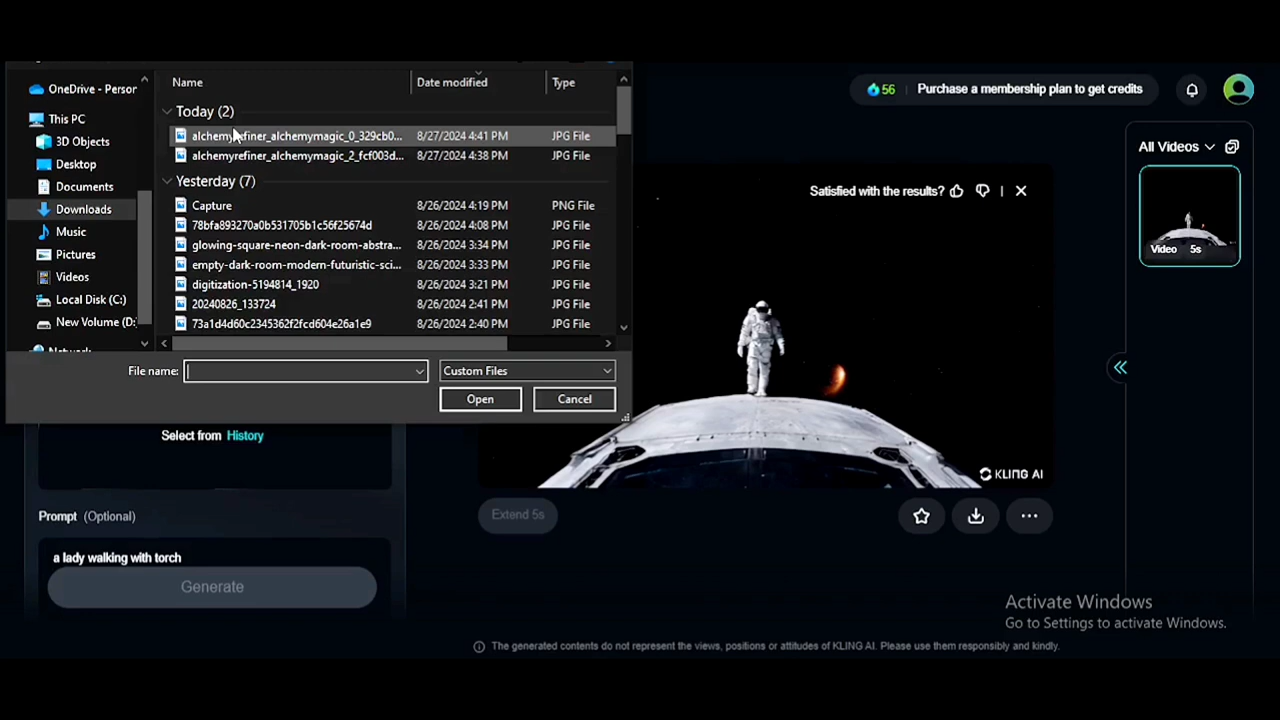 OneDrive - Person
This PC
3D Objects
Desktop
Documents
Downloads
Music
Pictures
Videos
Local Disk (C:)
New Volume (D:
Name Date modified Type
Today (2)
alchemyrefiner_alchemymagic_0_329cb0... 8/27/2024 4:41 PM JPG File
alchemyrefiner_alchemymagic_2_fcf003d... 8/27/2024 4:38 PM JPG File
Yesterday (7)
Capture 8/26/2024 4:19 PM PNG File
78bfa893270a0b531705b1c56f25674d 8/26/2024 4:08 PM JPG File
glowing-square-neon-dark-room-abstra... 8/26/2024 3:34 PM JPG File
empty-dark-room-modern-futuristic-sci... 8/26/2024 3:33 PM JPG File
digitization-5194814_1920 8/26/2024 3:21 PM JPG File
20240826_133724 8/26/2024 2:41 PM JPG File
73a1d4d60c2345362f2fcd604e26a1e9 8/26/2024 2:40 PM JPG File
File name: Custom Files
Open Cancel
Select from History
Prompt (Optional)
a lady walking with torch
Generate
56 Purchase a membership plan to get credits
Satisfied with the results?
KLING AI
Extend 5s
All Videos
Video 5s
Activate Windows
Go to Settings to activate Windows.
The generated contents do not represent the views, positions or attitudes of KLING AI. Please use them responsibly and kindly.